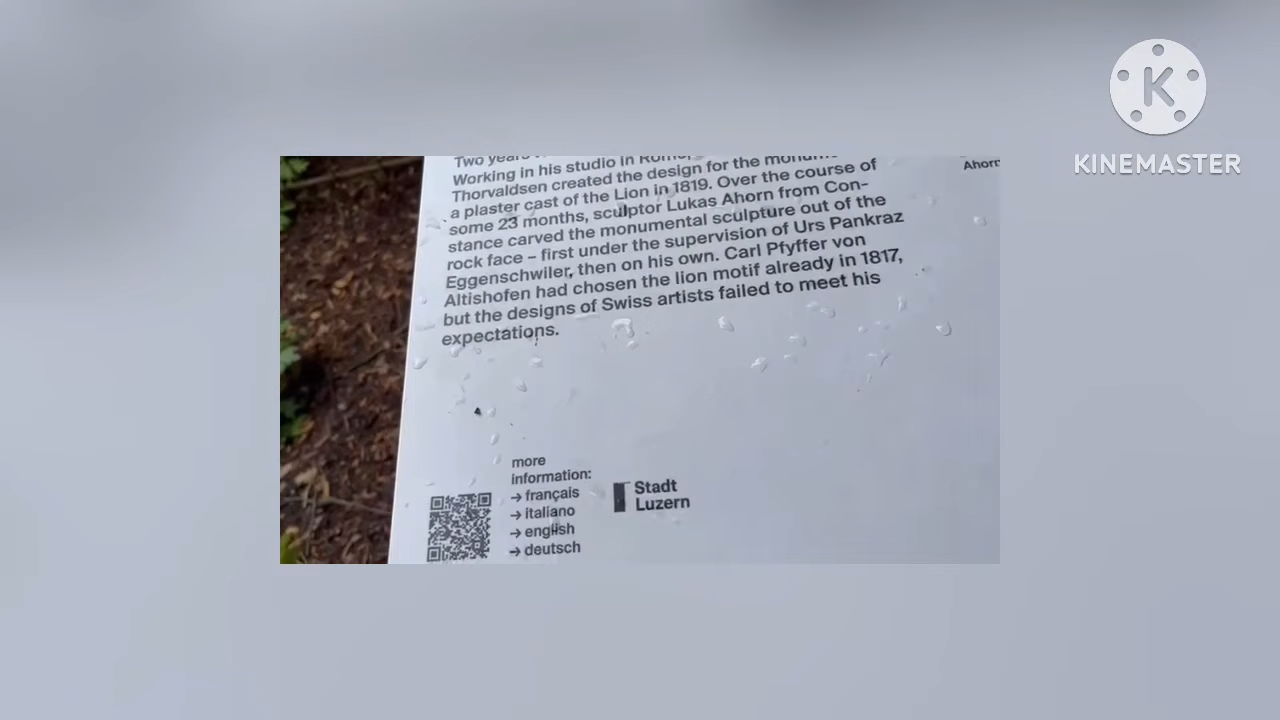 Two years
Working in his studio in Rome,
Thorvaldsen created the design for the
a plaster cast of the Lion in 1819. Over the course of
some 23 months, sculptor Lukas Ahorn from Con-
stance carved the monumental sculpture out of the
rock face – first under the supervision of Urs Pankraz
Eggenschwiler, then on his own. Carl Pfyffer von
Altishofen had chosen the lion motif already in 1817,
but the designs of Swiss artists failed to meet his
expectations.
Ahorn
more
information:
→ français
→ italiano
→ english
→ deutsch
Stadt
Luzern
K
KINEMASTER